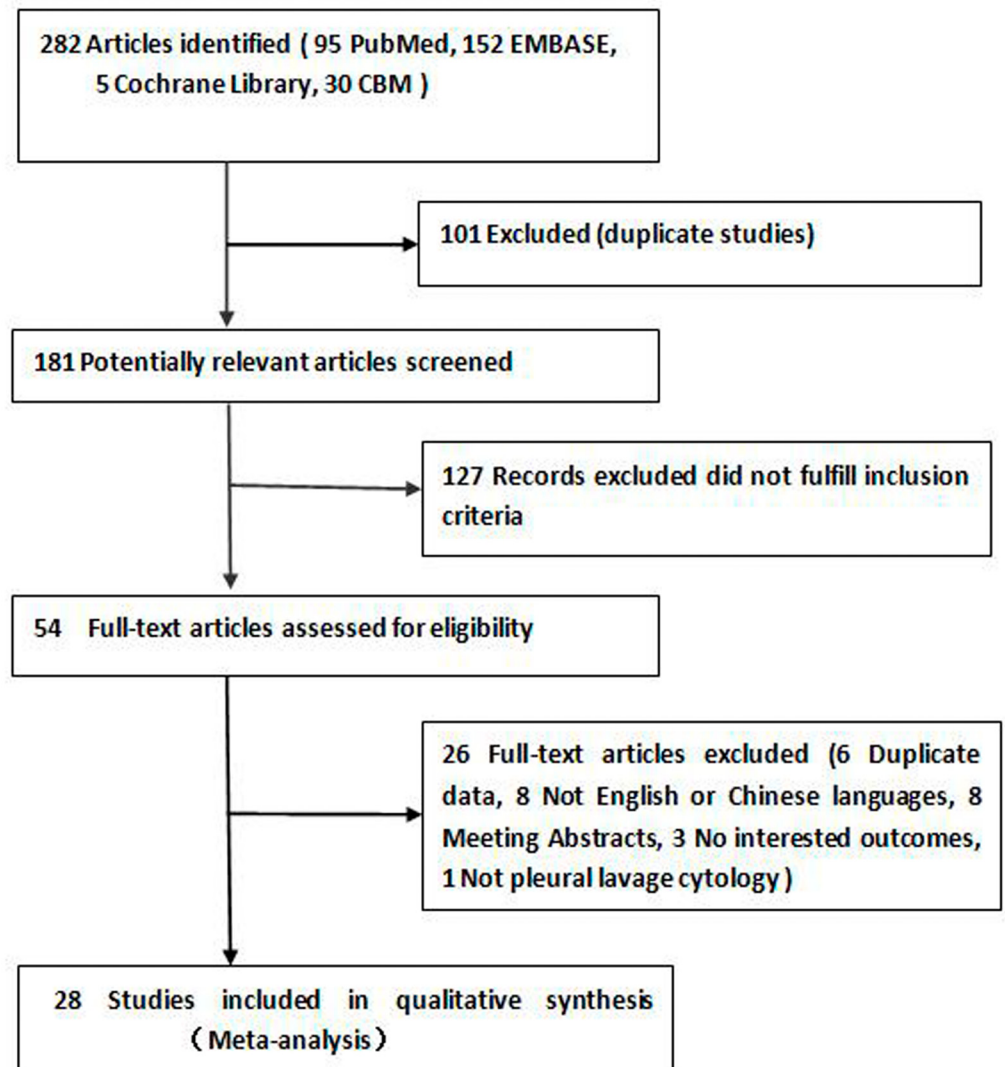 282 Articles identified ( 95 PubMed, 152 EMBASE,
5 Cochrane Library, 30 CBM )
101 Excluded (duplicate studies)
181 Potentially relevant articles screened
127 Records excluded did not fulfill inclusion
criteria
54 Full-text articles assessed for eligibility
26 Full-text articles excluded (6 Duplicate
data, 8 Not English or Chinese languages, 8
Meeting Abstracts, 3 No interested outcomes,
1 Not pleural lavage cytology )
28 Studies included in qualitative synthesis
（Meta-analysis）